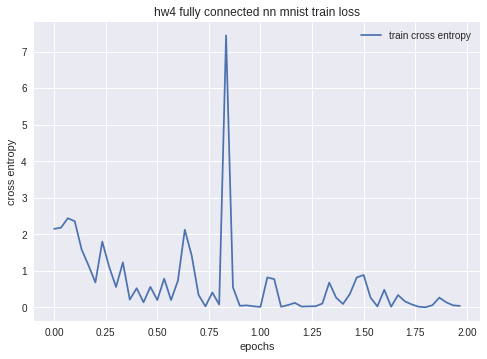 hw4 fully connected nn mnist train loss
train cross entropy
7
6
5
4
3
2
1
0
cross entropy
0.00 0.25 0.50 0.75 1.00 1.25 1.50 1.75 2.00
epochs